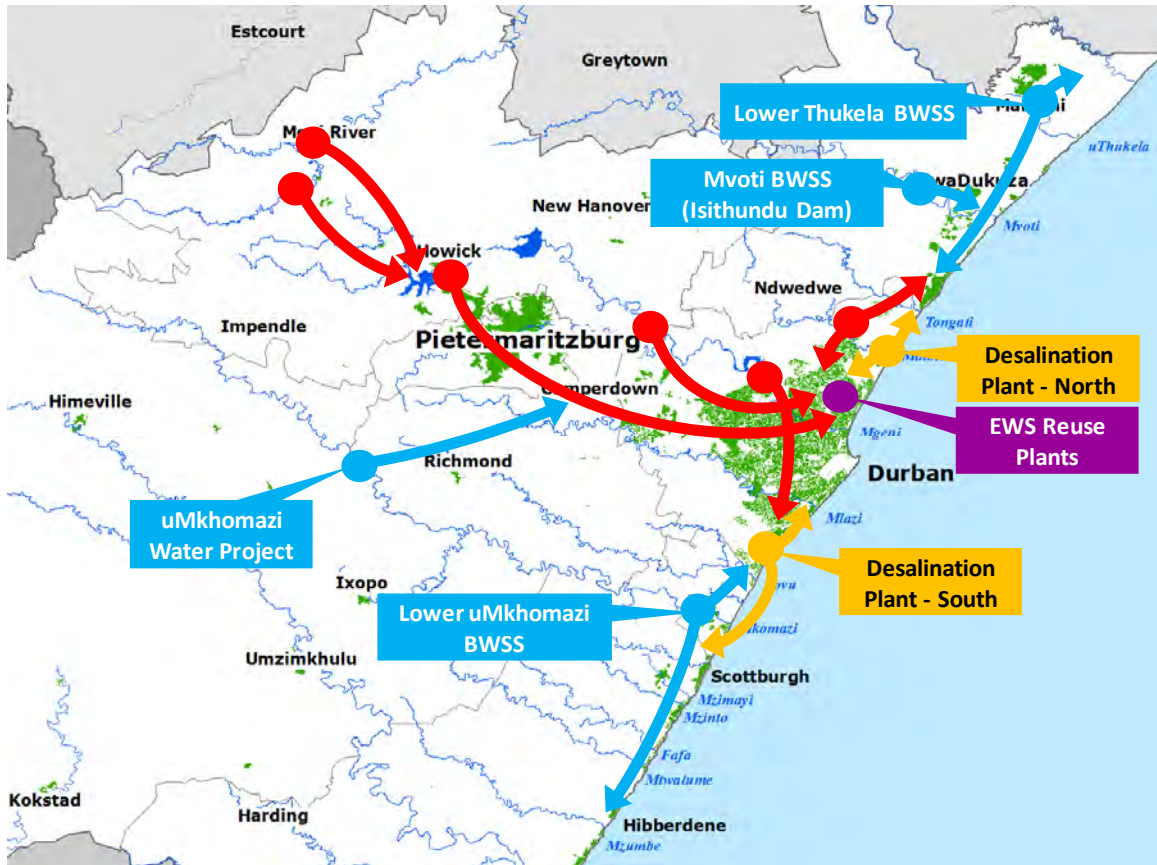 Estcourt
Greytown
Lower Thukela BWSS
uThukela
River
Mvoti BWSS
(Isithundu Dam)
New Hanover
Mvoti
Howick
Ndwedwe
Impendle
Tongati
Pietermaritzburg
Desalination
Plant - North
Himeville
EWS Reuse
Plants
Mgeni
Richmond
Durban
uMkhomazi
Water Project
Mlazi
Desalination
Plant - South
Ixopo
Lower uMkhomazi
BWSS
Umzimkhulu
Scottburgh
Mzimayi
Mzinto
Fafa
Mtwalume
Kokstad
Harding
Hibberdene
Mzumbe